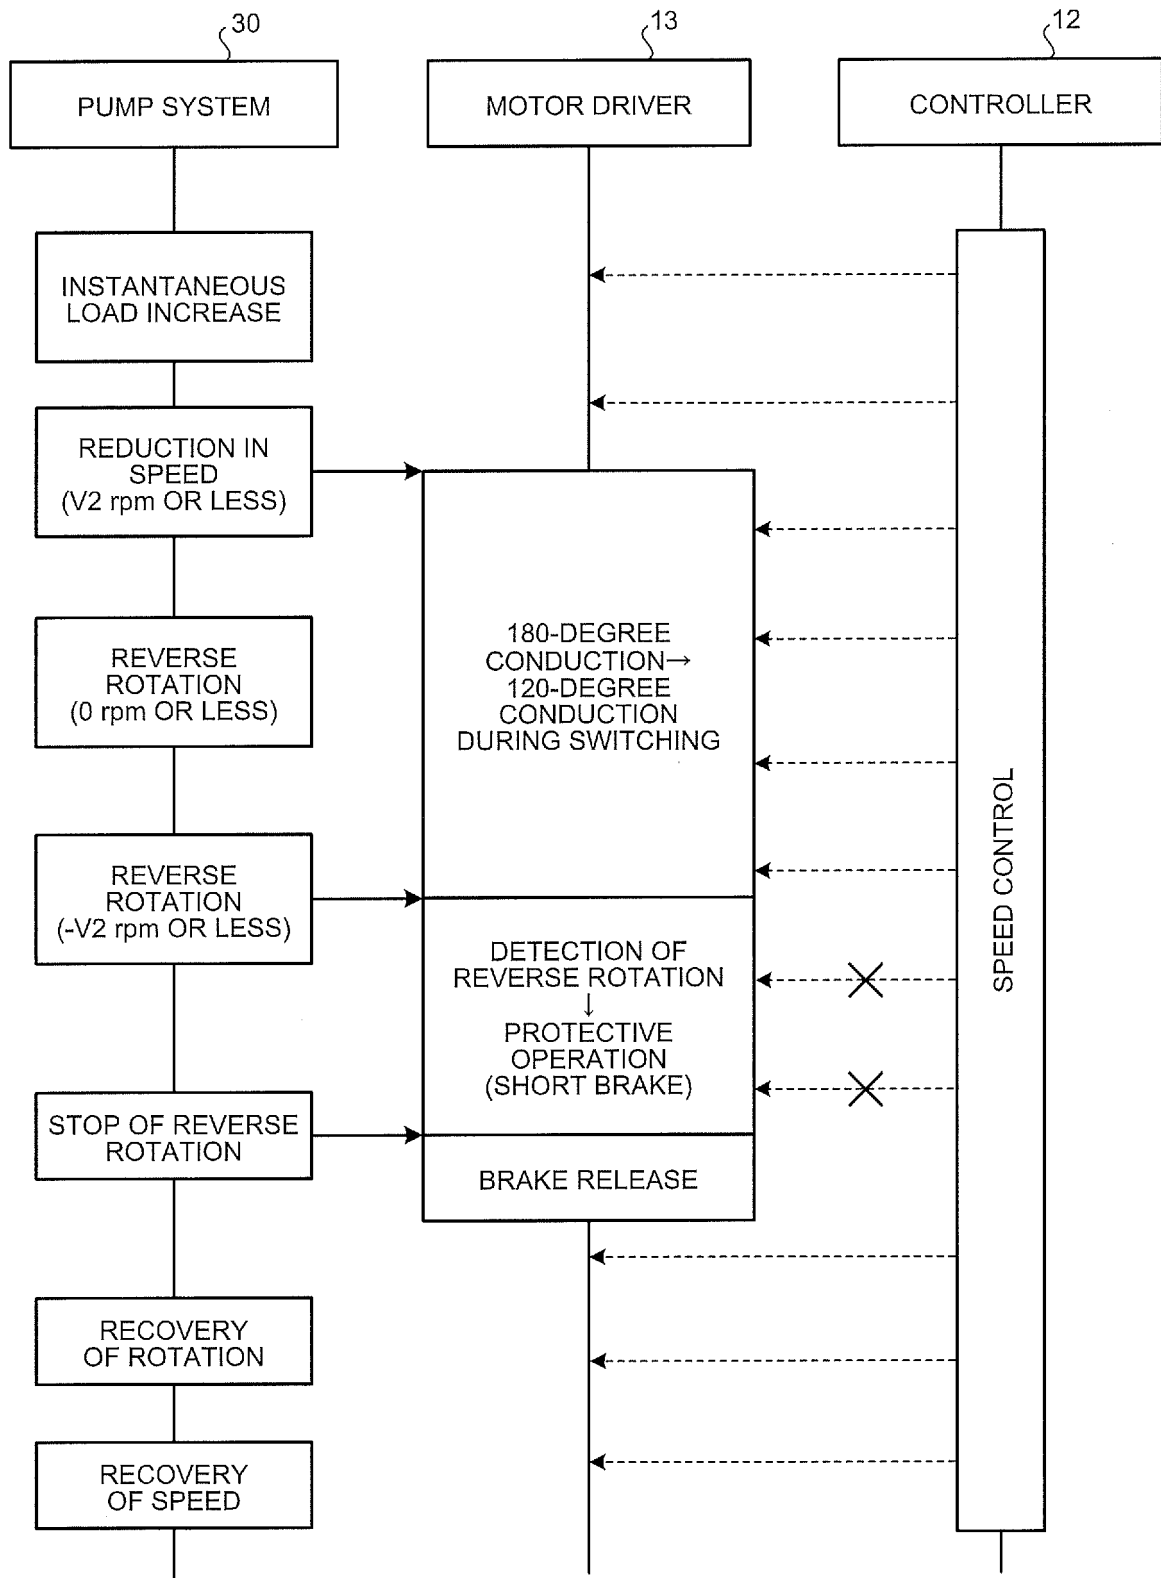 30
13
12
PUMP SYSTEM
MOTOR DRIVER
CONTROLLER
INSTANTANEOUS
LOAD INCREASE
REDUCTION IN
SPEED
(V2 rpm OR LESS)
REVERSE
ROTATION
(0 rpm OR LESS)
REVERSE
ROTATION
(-V2 rpm OR LESS)
STOP OF REVERSE
ROTATION
RECOVERY
OF ROTATION
RECOVERY
OF SPEED
180-DEGREE
CONDUCTION→
120-DEGREE
CONDUCTION
DURING SWITCHING
DETECTION OF
REVERSE ROTATION
↓
PROTECTIVE
OPERATION
(SHORT BRAKE)
BRAKE RELEASE
SPEED CONTROL